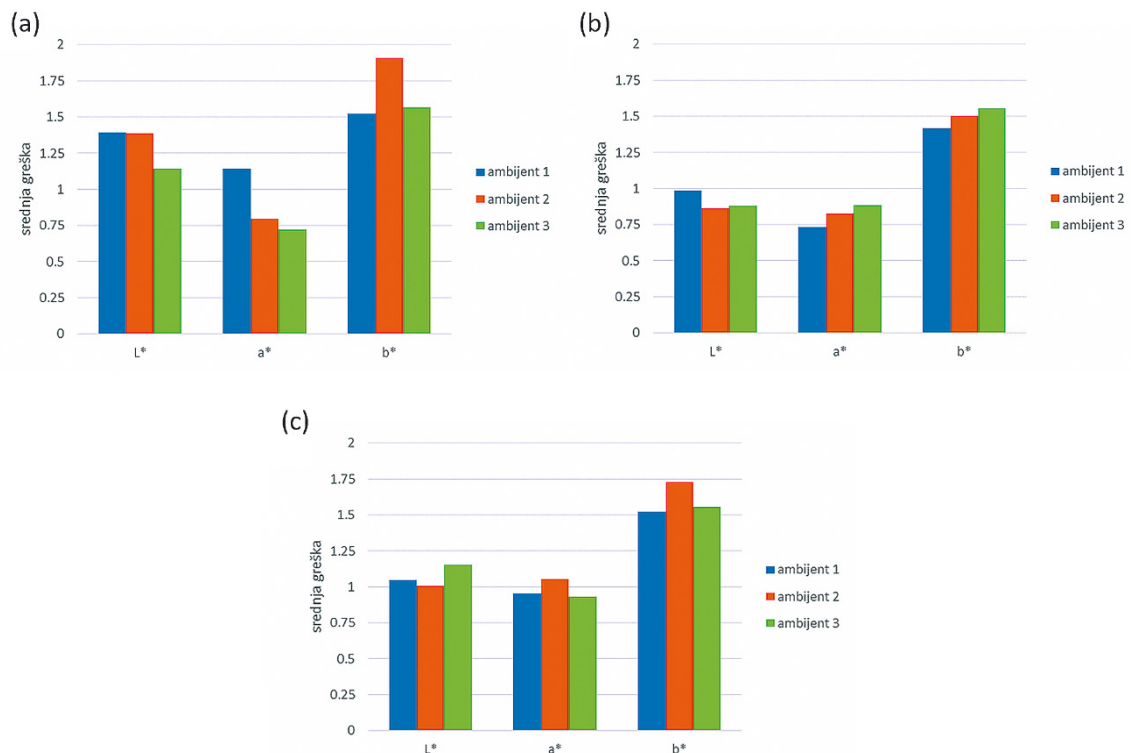 (a)
2
1.75
1.5
1.25
1
0.75
0.5
0.25
0
srednja greška
L* a* b*
ambijent 1
ambijent 2
ambijent 3
(b)
2
1.75
1.5
1.25
1
0.75
0.5
0.25
0
srednja greška
L* a* b*
ambijent 1
ambijent 2
ambijent 3
(c)
2
1.75
1.5
1.25
1
0.75
0.5
0.25
0
srednja greška
L* a* b*
ambijent 1
ambijent 2
ambijent 3